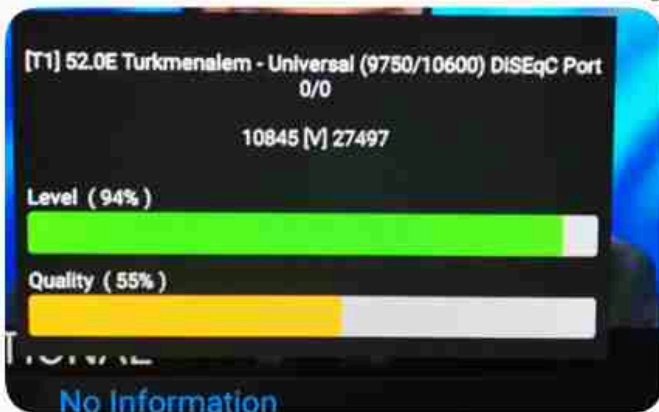 [T1] 52.0E Turkmenalem - Universal (9750/10600) DiSEqC Port
0/0
10845 [V] 27497
Level ( 94% )
Quality ( 55% )
No Information